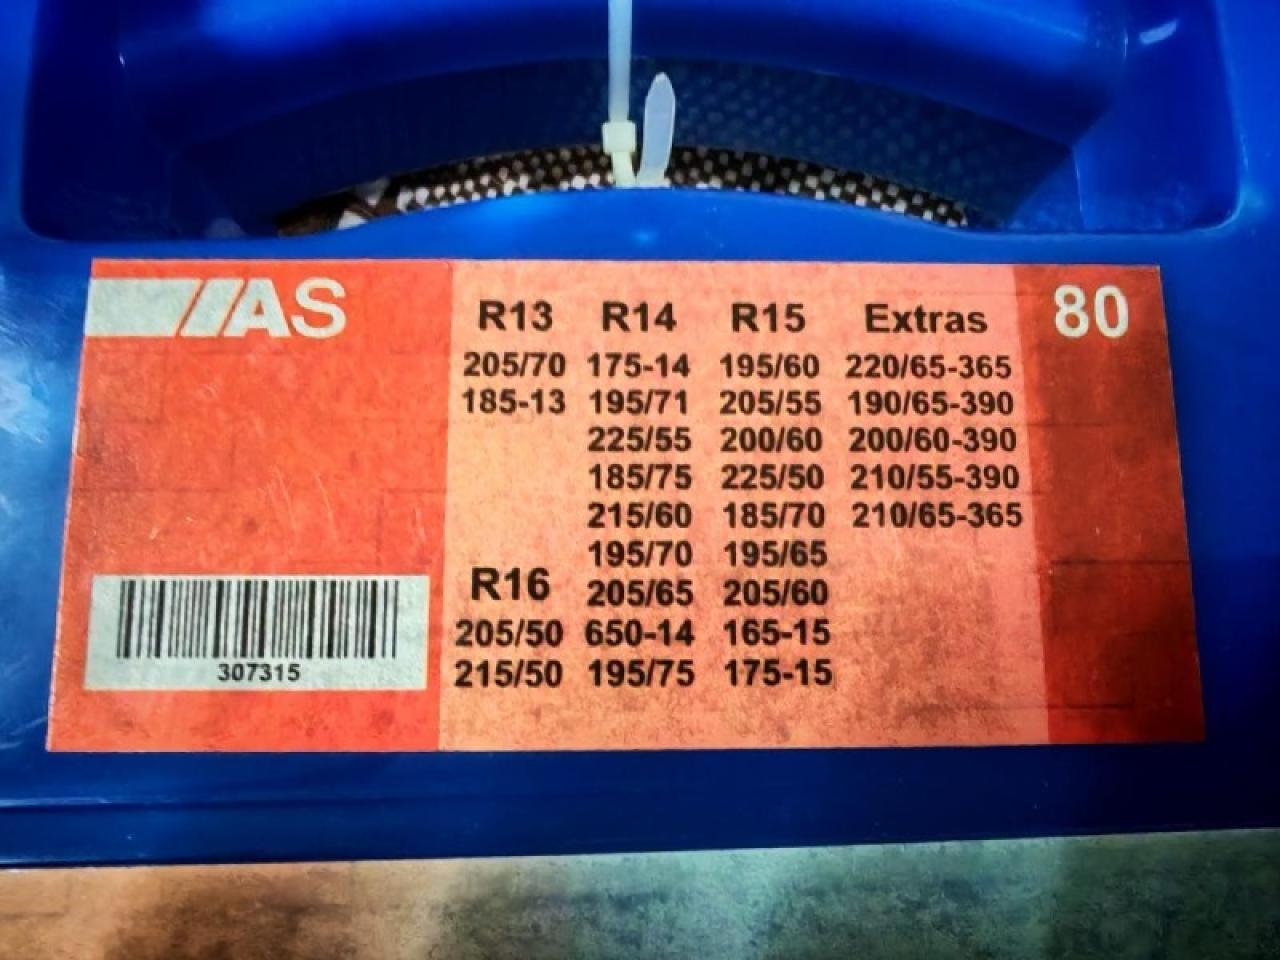 AS
R13 R14 R15 Extras 80
205/70 175-14 195/60 220/65-365
185-13 195/71 205/55 190/65-390
225/55 200/60 200/60-390
185/75 225/50 210/55-390
215/60 185/70 210/65-365
195/70 195/65
R16 205/65 205/60
205/50 650-14 165-15
215/50 195/75 175-15
307315